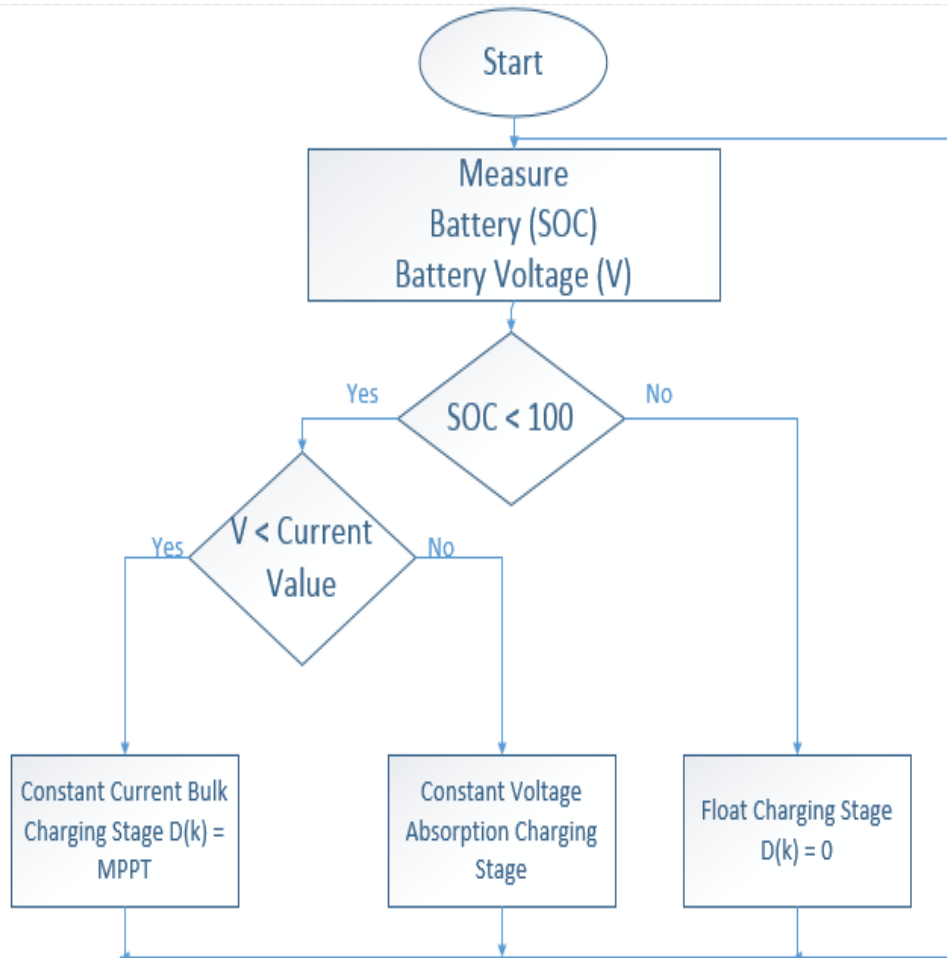 Start
Measure
Battery (SOC)
Battery Voltage (V)
Yes
No
SOC < 100
Yes
V < Current
No
Value
Constant Current Bulk
Charging Stage D(k) =
MPPT
Constant Voltage
Absorption Charging
Stage
Float Charging Stage
D(k) = 0